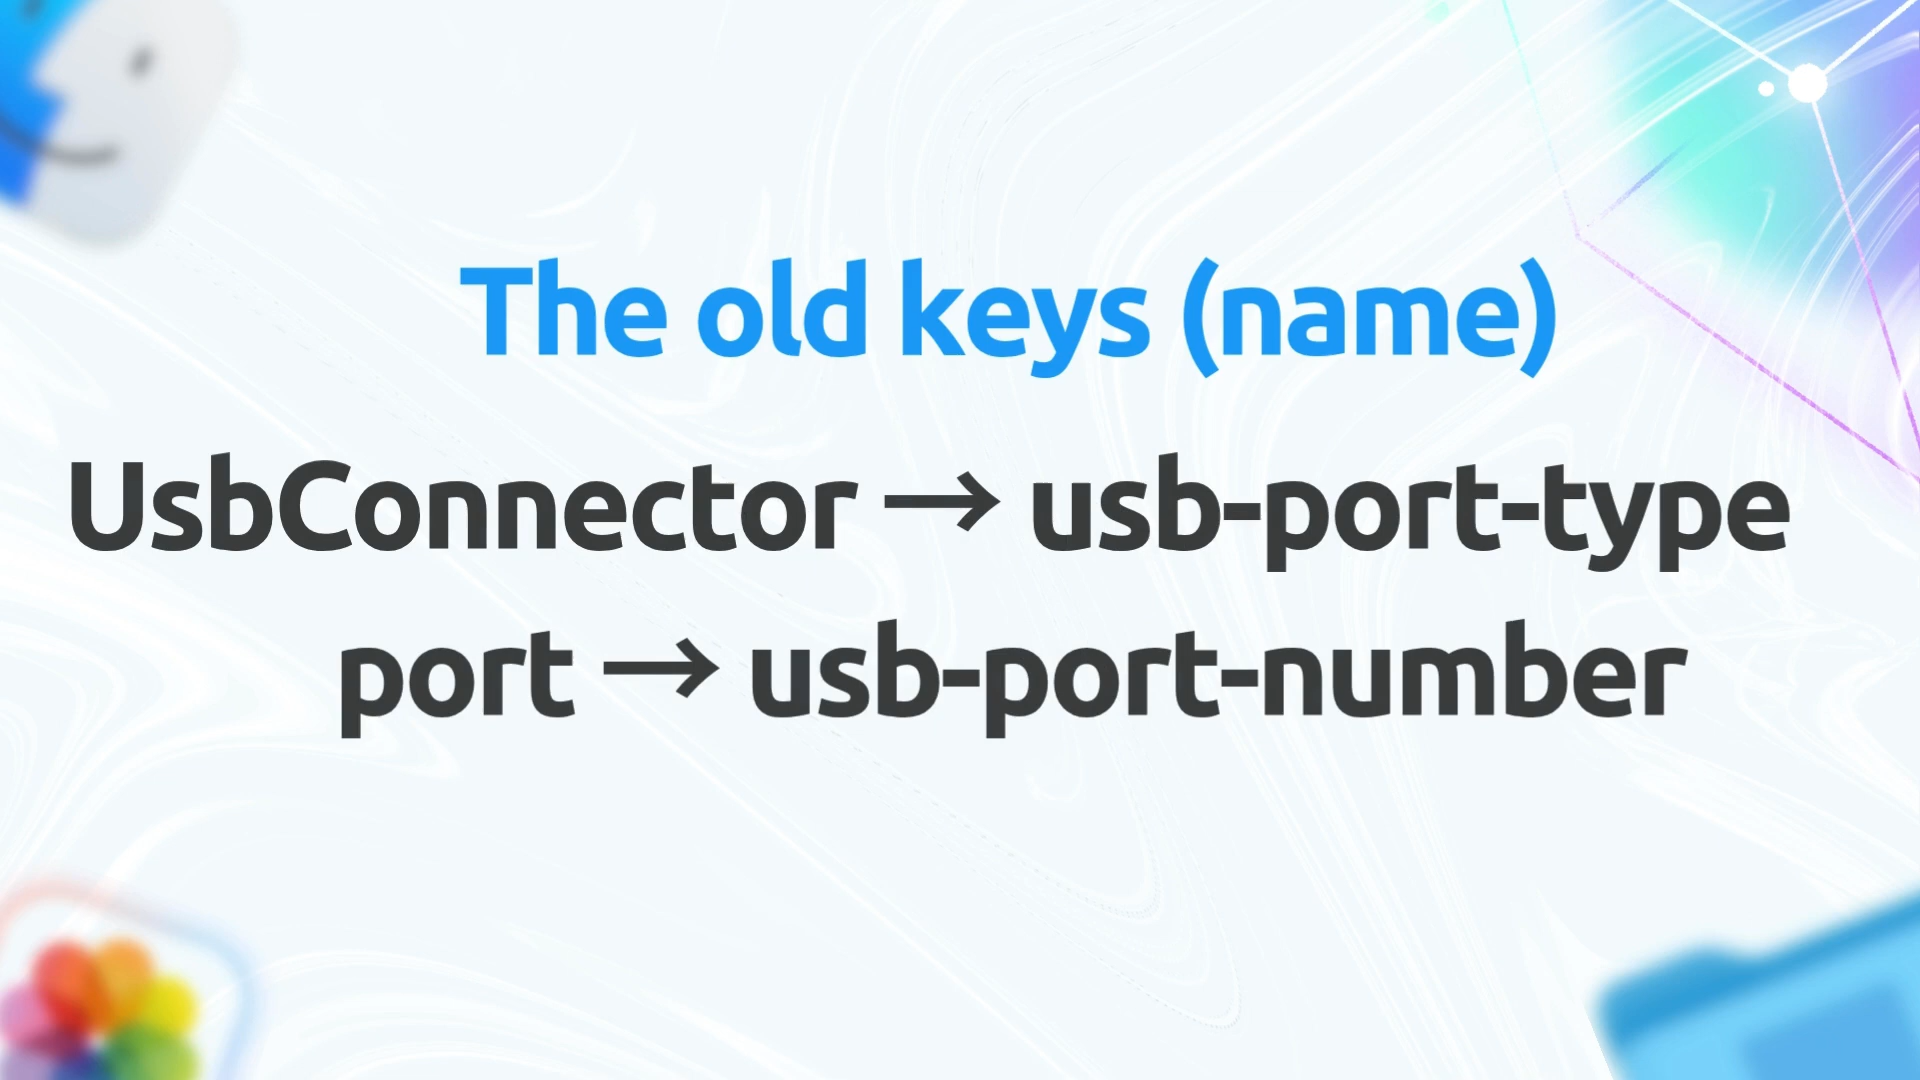 The old keys (name)
UsbConnector → usb-port-type
port → usb-port-number